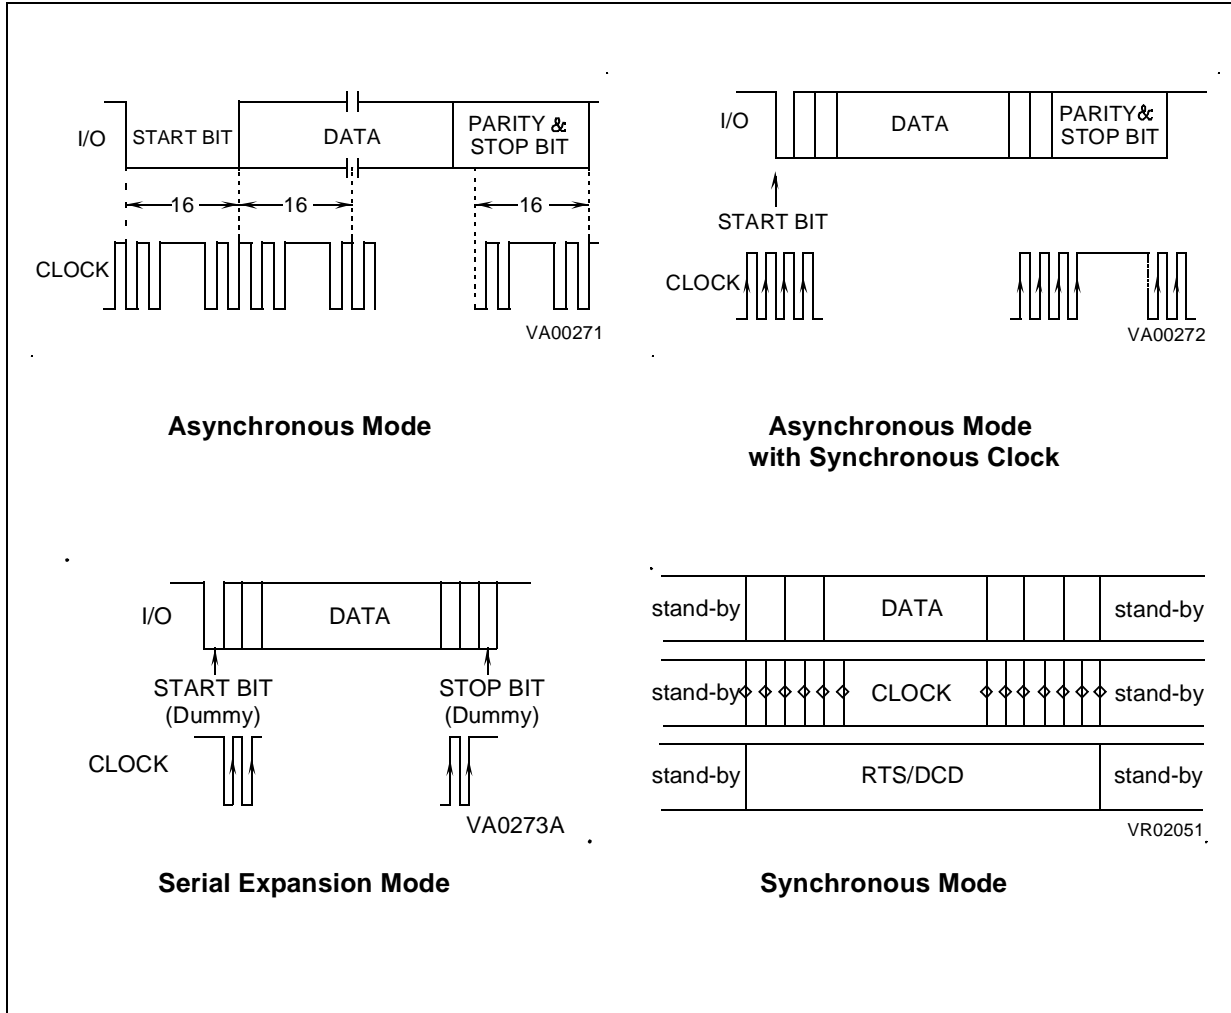 I/O
START BIT
DATA
PARITY &
STOP BIT
16
16
16
CLOCK
VA00271
Asynchronous Mode
I/O
DATA
PARITY&
STOP BIT
START BIT
CLOCK
VA00272
Asynchronous Mode
with Synchronous Clock
I/O
DATA
START BIT
(Dummy)
STOP BIT
(Dummy)
CLOCK
VA0273A
Serial Expansion Mode
stand-by
DATA
stand-by
stand-by
CLOCK
stand-by
stand-by
RTS/DCD
stand-by
VR02051
Synchronous Mode